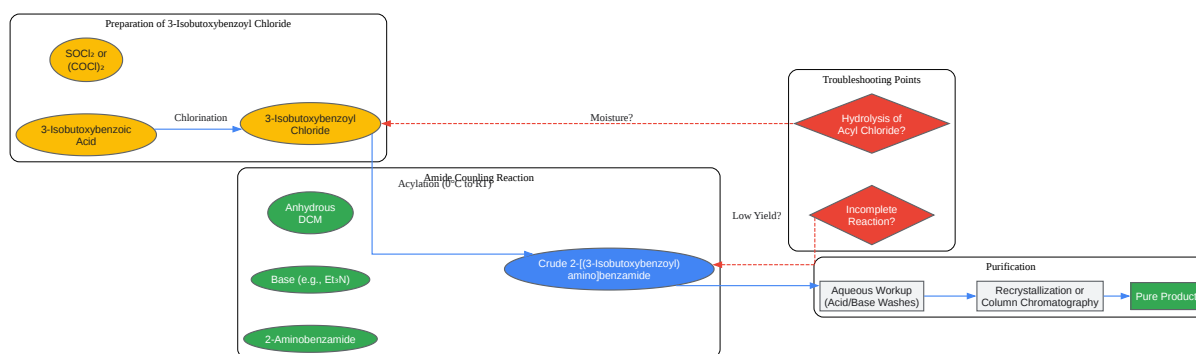 Preparation of 3-Isobutoxybenzoyl Chloride
SOCl₂ or
(COCl)₂
3-Isobutoxybenzoic
Acid
Chlorination
3-Isobutoxybenzoyl
Chloride
Moisture?
Troubleshooting Points
Hydrolysis of
Acyl Chloride?
Incomplete
Reaction?
Low Yield?
Amide Coupling Reaction
Acylation (0°C to RT)
Anhydrous
DCM
Base (e.g., Et₃N)
2-Aminobenzamide
Crude 2-[(3-Isobutoxybenzoyl)
amino]benzamide
Purification
Aqueous Workup
(Acid/Base Washes)
Recrystallization or
Column Chromatography
Pure Product